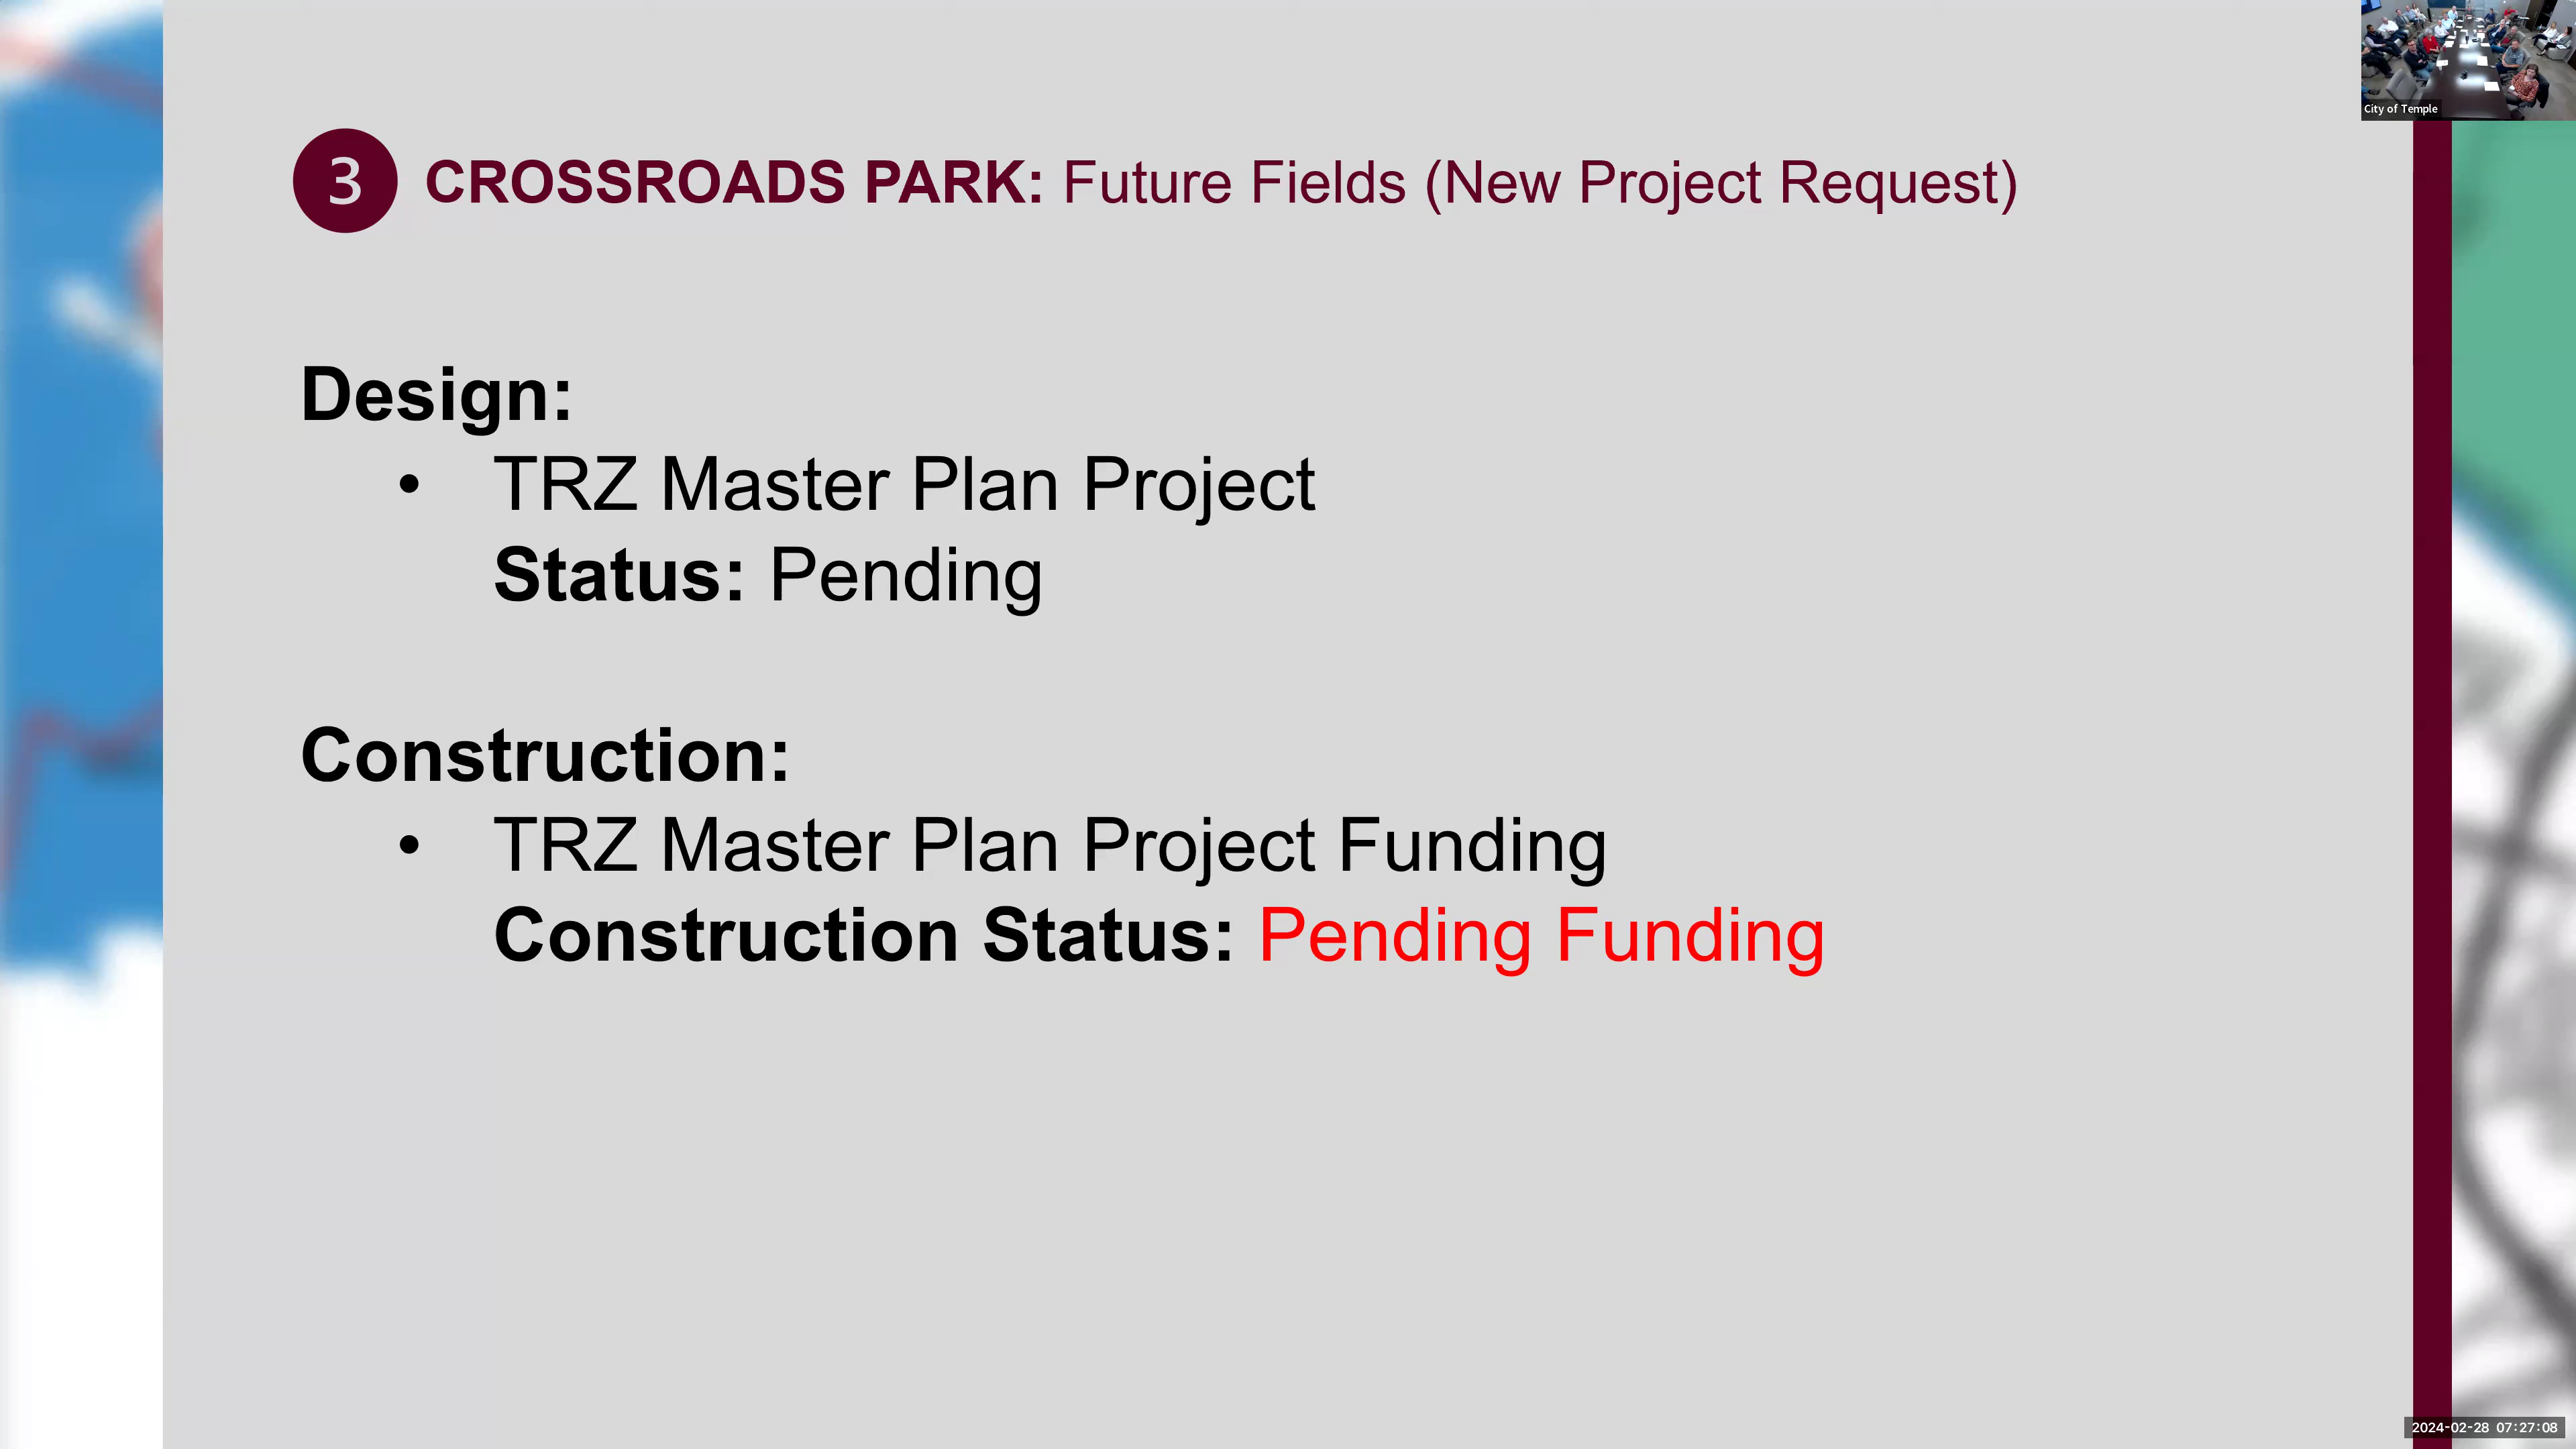 City of Temple
3 CROSSROADS PARK: Future Fields (New Project Request)
Design:
• TRZ Master Plan Project
Status: Pending
Construction:
• TRZ Master Plan Project Funding
Construction Status: Pending Funding
2024-02-28 07:27:08